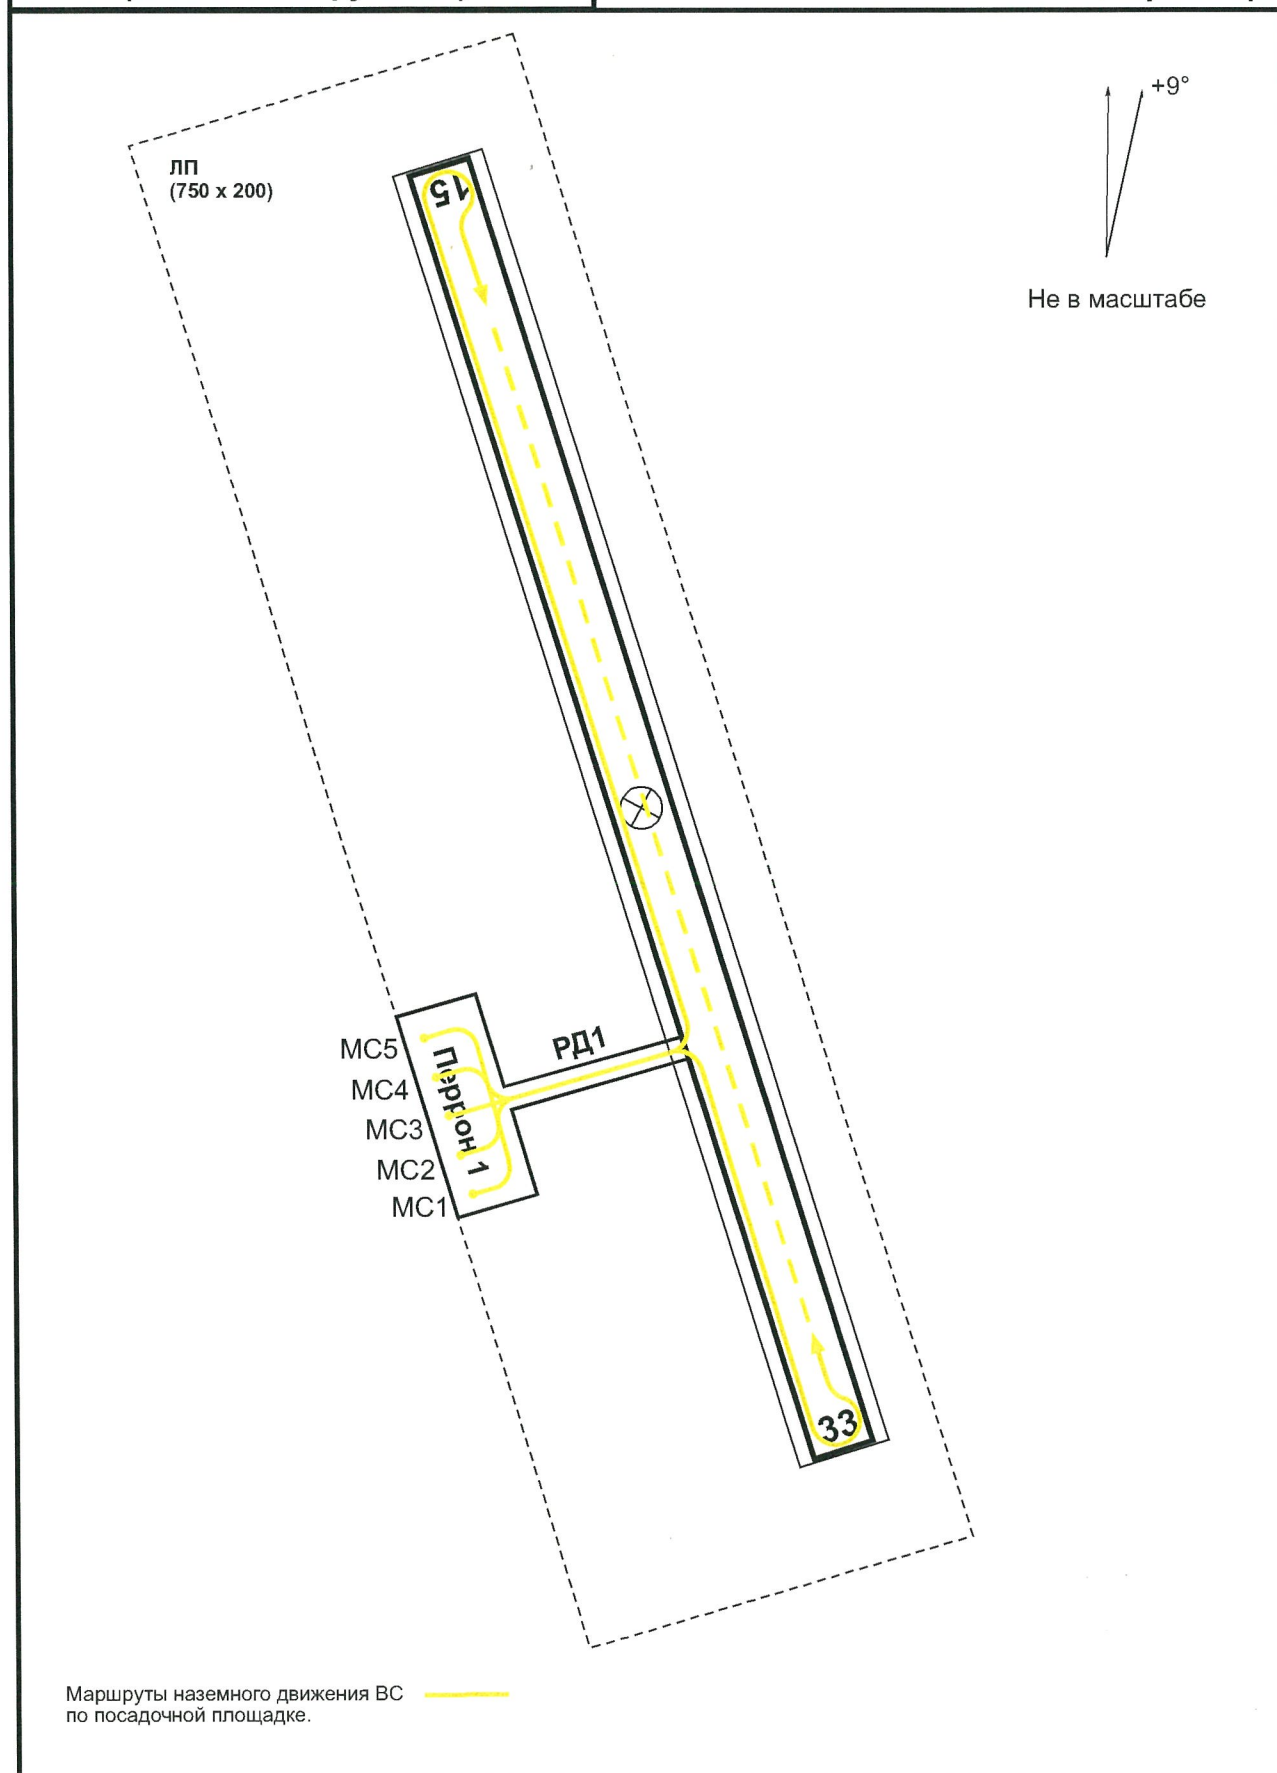 +9°
Не в масштабе
ЛП
(750 x 200)
15
РД1
МС5
МС4
МС3
МС2
МС1
Перрон 1
33
Маршруты наземного движения ВС
по посадочной площадке.